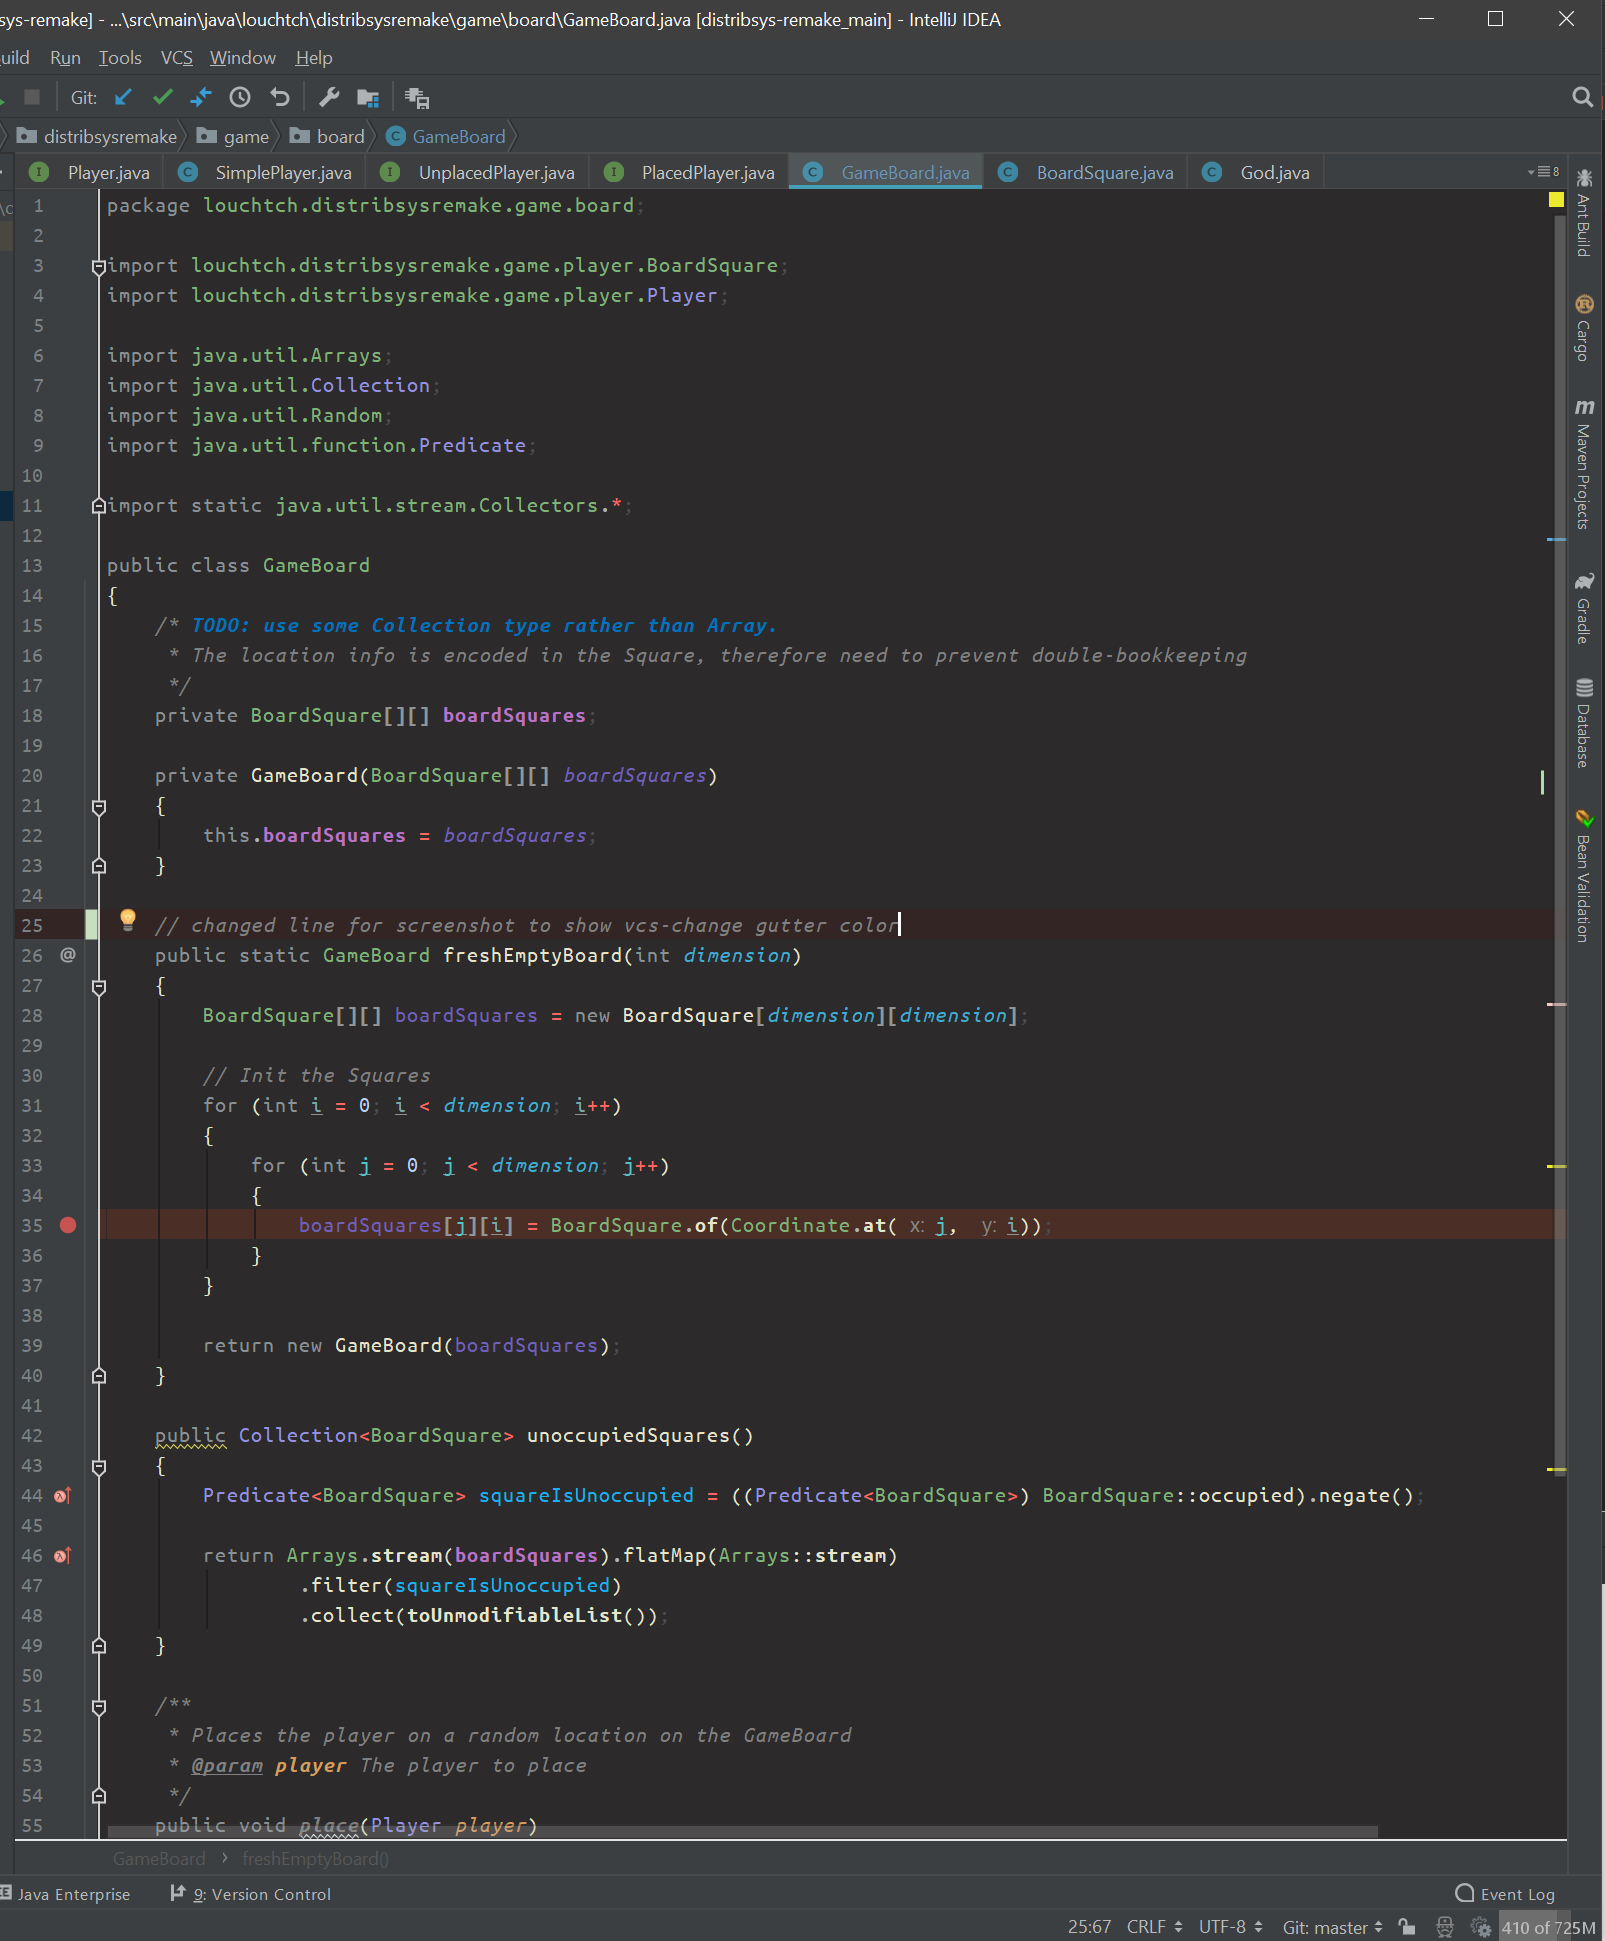 sys-remake] - ...\src\main\java\louchtch\distribsysremake\game\board\GameBoard.java [distribsys-remake_main] - IntelliJ IDEA
uild Run Tools VCS Window Help
Git:
distribsysremake game board GameBoard
Player.java SimplePlayer.java UnplacedPlayer.java PlacedPlayer.java GameBoard.java BoardSquare.java God.java 8
1 package louchtch.distribsysremake.game.board;
2
3 import louchtch.distribsysremake.game.player.BoardSquare;
4 import louchtch.distribsysremake.game.player.Player;
5
6 import java.util.Arrays;
7 import java.util.Collection;
8 import java.util.Random;
9 import java.util.function.Predicate;
10
11 import static java.util.stream.Collectors.*;
12
13 public class GameBoard
14 {
15 /* TODO: use some Collection type rather than Array.
16 * The location info is encoded in the Square, therefore need to prevent double-bookkeeping
17 */
18 private BoardSquare[][] boardSquares;
19
20 private GameBoard(BoardSquare[][] boardSquares)
21 {
22 this.boardSquares = boardSquares;
23 }
24
25 // changed line for screenshot to show vcs-change gutter color
26 @ public static GameBoard freshEmptyBoard(int dimension)
27 {
28 BoardSquare[][] boardSquares = new BoardSquare[dimension][dimension];
29
30 // Init the Squares
31 for (int i = 0; i < dimension; i++)
32 {
33 for (int j = 0; j < dimension; j++)
34 {
35 boardSquares[j][i] = BoardSquare.of(Coordinate.at( x: j, y: i));
36 }
37 }
38
39 return new GameBoard(boardSquares);
40 }
41
42 public Collection<BoardSquare> unoccupiedSquares()
43 {
44 Predicate<BoardSquare> squareIsUnoccupied = ((Predicate<BoardSquare>) BoardSquare::occupied).negate();
45
46 return Arrays.stream(boardSquares).flatMap(Arrays::stream)
47 .filter(squareIsUnoccupied)
48 .collect(toUnmodifiableList());
49 }
50
51 /**
52 * Places the player on a random location on the GameBoard
53 * @param player The player to place
54 */
55 public void place(Player player)
GameBoard › freshEmptyBoard()
Ant Build
Cargo
Maven Projects
Gradle
Database
Bean Validation
Java Enterprise 9: Version Control Event Log
25:67 CRLF UTF-8 Git: master 410 of 725M